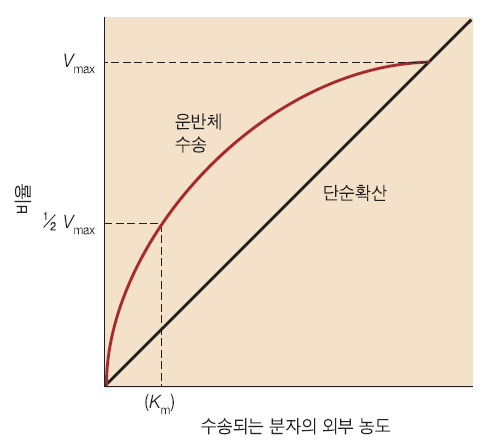 Vmax
운반체
수송
단순확산
비율
½ Vmax
(Km)
수송되는 분자의 외부 농도